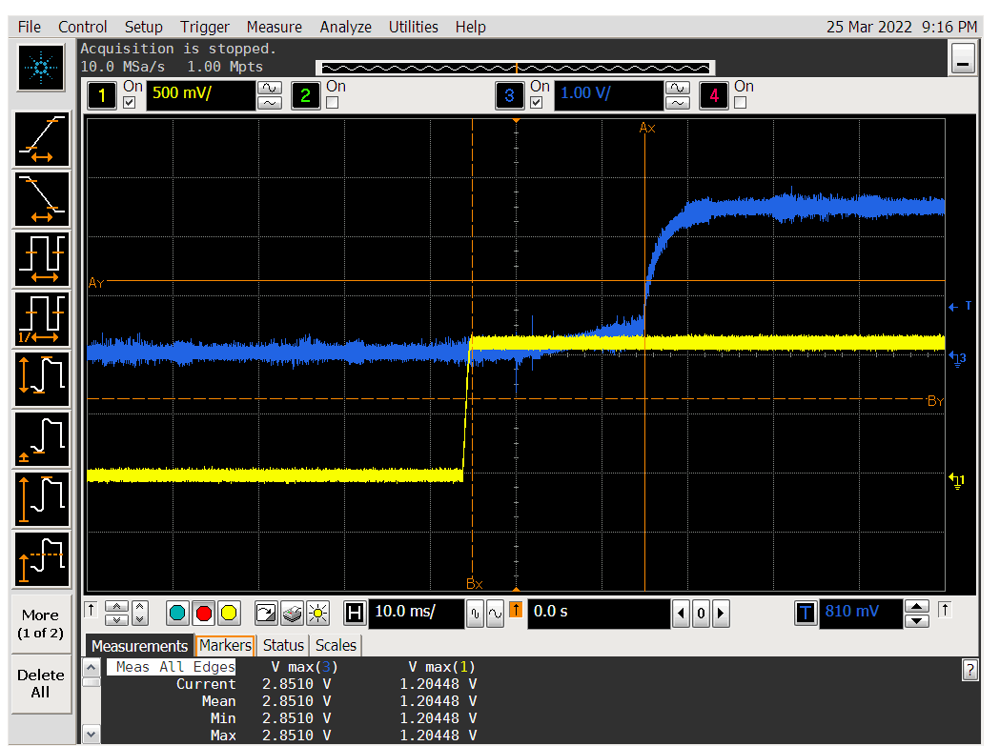 File Control Setup Trigger Measure Analyze Utilities Help 25 Mar 2022 9:16 PM
Acquisition is stopped.
10.0 MSa/s 1.00 Mpts
1 On 500 mV/ 2 On 3 On 1.00 V/ 4 On
Ax
Ay
T
3
By
1
Bx
1/
More
(1 of 2)
Delete
All
H 10.0 ms/ 0.0 s 0 T 810 mV
Measurements Markers Status Scales
Meas All Edges V max(3) V max(1)
Current 2.8510 V 1.20448 V
Mean 2.8510 V 1.20448 V
Min 2.8510 V 1.20448 V
Max 2.8510 V 1.20448 V
?